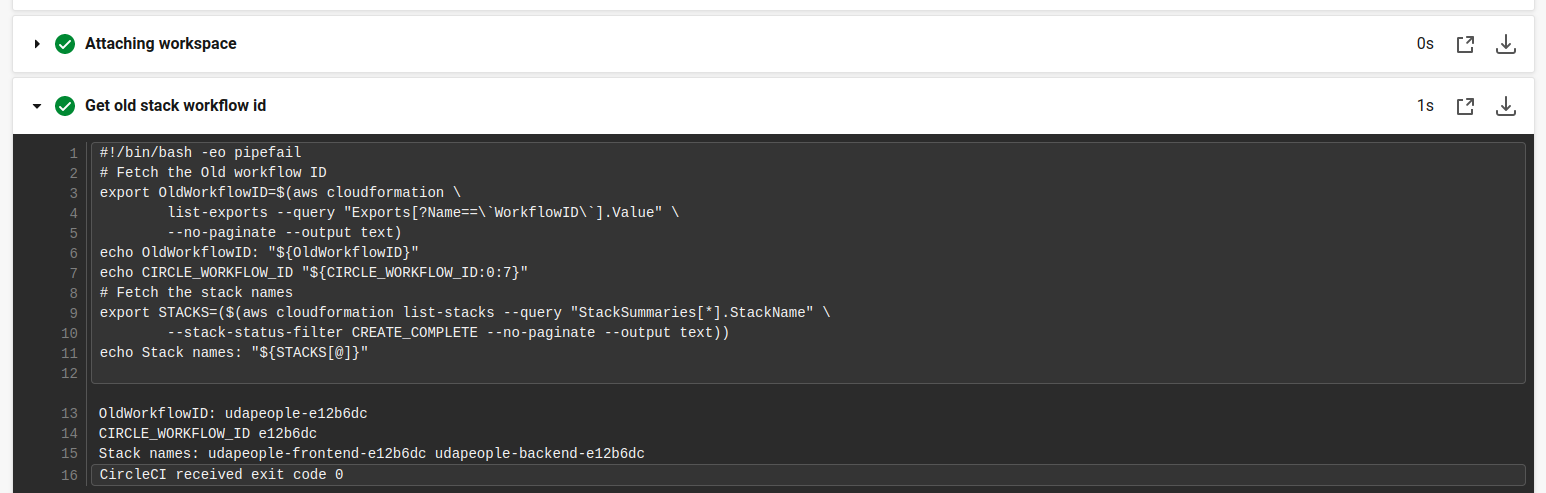 Attaching workspace 0s
Get old stack workflow id 1s
1 #!/bin/bash -eo pipefail
2 # Fetch the Old workflow ID
3 export OldWorkflowID=$(aws cloudformation \
4         list-exports --query "Exports[?Name==\`WorkflowID\`].Value" \
5         --no-paginate --output text)
6 echo OldWorkflowID: "${OldWorkflowID}"
7 echo CIRCLE_WORKFLOW_ID "${CIRCLE_WORKFLOW_ID:0:7}"
8 # Fetch the stack names
9 export STACKS=($(aws cloudformation list-stacks --query "StackSummaries[*].StackName" \
10         --stack-status-filter CREATE_COMPLETE --no-paginate --output text))
11 echo Stack names: "${STACKS[@]}"
12
13 OldWorkflowID: udapeople-e12b6dc
14 CIRCLE_WORKFLOW_ID e12b6dc
15 Stack names: udapeople-frontend-e12b6dc udapeople-backend-e12b6dc
16 CircleCI received exit code 0